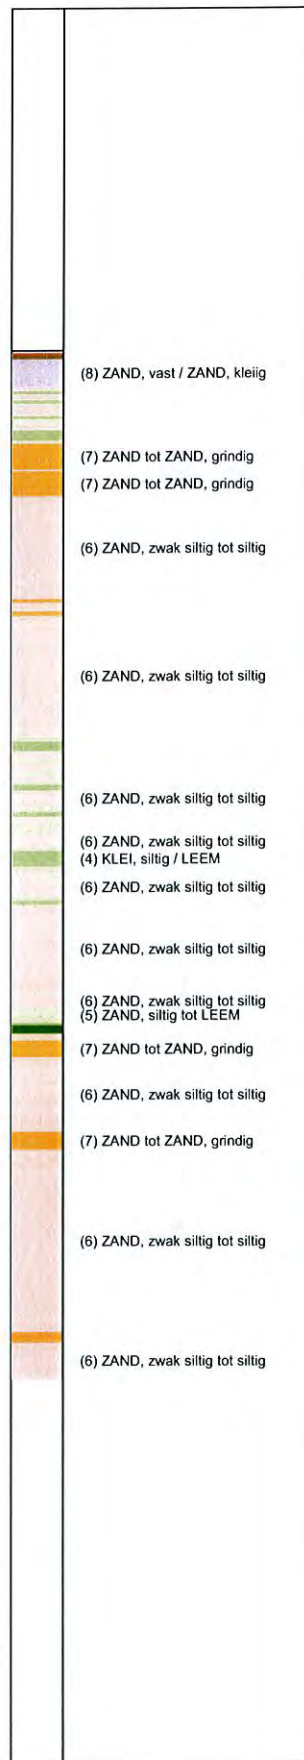 (8) ZAND, vast / ZAND, kleiig
(7) ZAND tot ZAND, grindig
(7) ZAND tot ZAND, grindig
(6) ZAND, zwak siltig tot siltig
(6) ZAND, zwak siltig tot siltig
(6) ZAND, zwak siltig tot siltig
(6) ZAND, zwak siltig tot siltig
(4) KLEI, siltig / LEEM
(6) ZAND, zwak siltig tot siltig
(6) ZAND, zwak siltig tot siltig
(6) ZAND, zwak siltig tot siltig
(5) ZAND, siltig tot LEEM
(7) ZAND tot ZAND, grindig
(6) ZAND, zwak siltig tot siltig
(7) ZAND tot ZAND, grindig
(6) ZAND, zwak siltig tot siltig
(6) ZAND, zwak siltig tot siltig